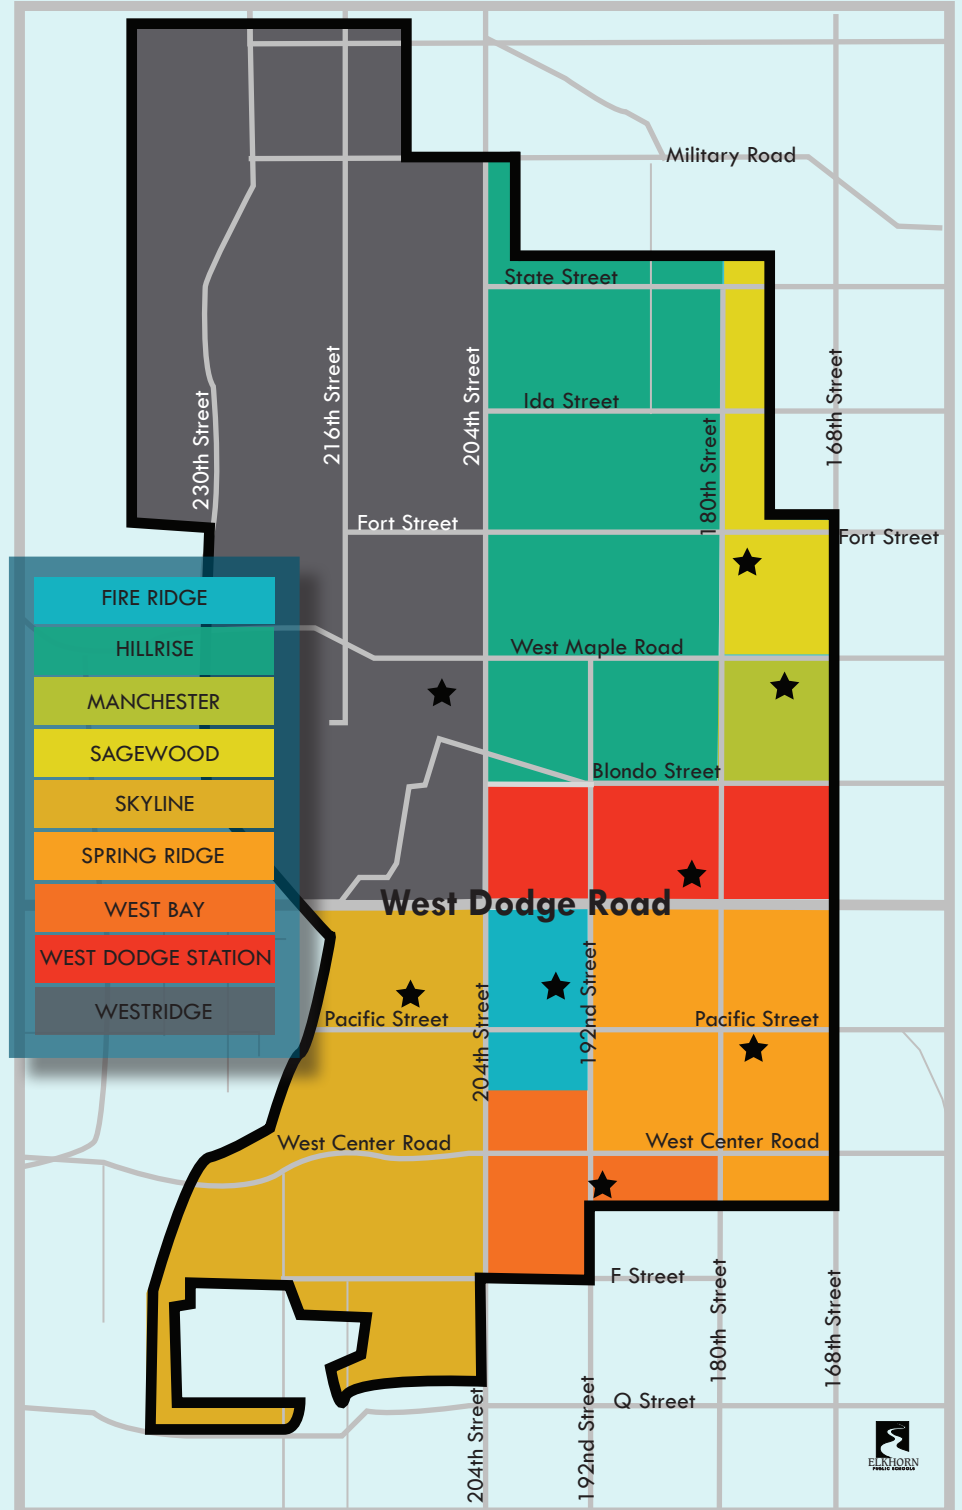 Military Road
State Street
Ida Street
230th Street
216th Street
204th Street
180th Street
168th Street
Fort Street
Fort Street
FIRE RIDGE
HILLRISE
MANCHESTER
SAGEWOOD
SKYLINE
SPRING RIDGE
WEST BAY
WEST DODGE STATION
WESTRIDGE
West Maple Road
Blondo Street
West Dodge Road
204th Street
192nd Street
Pacific Street
Pacific Street
West Center Road
West Center Road
F Street
180th Street
168th Street
Q Street
204th Street
192nd Street
ELKHORN
PUBLIC SCHOOLS